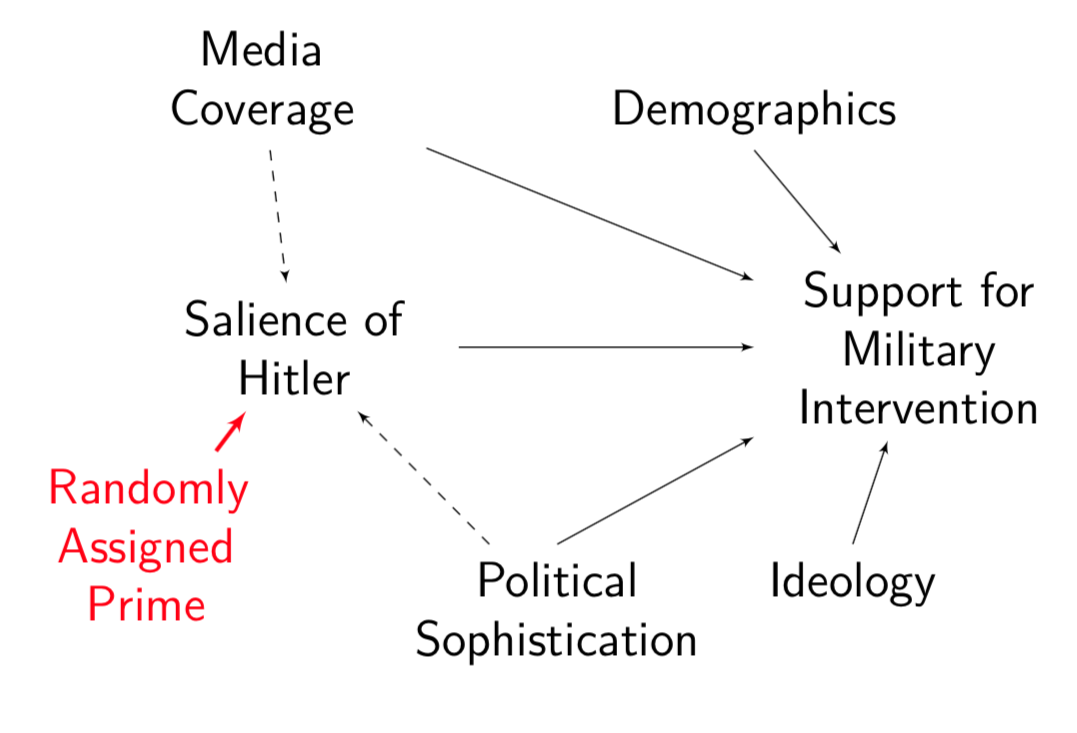 Media
Coverage
Demographics
Salience of
Hitler
Support for
Military
Intervention
Randomly
Assigned
Prime
Political
Sophistication
Ideology